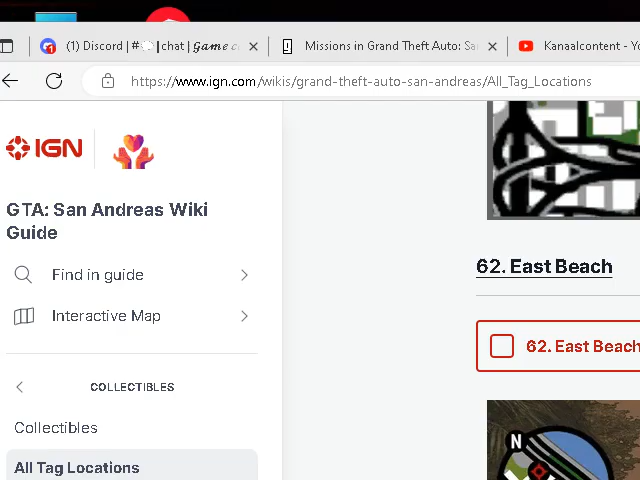 (1) Discord | #💭┃chat | 𝓖𝓪𝓶𝓮 𝓬
Missions in Grand Theft Auto: Sa
Kanaalcontent - Yo
https://www.ign.com/wikis/grand-theft-auto-san-andreas/All_Tag_Locations
IGN
GTA: San Andreas Wiki
Guide
Find in guide
Interactive Map
COLLECTIBLES
Collectibles
All Tag Locations
62. East Beach
62. East Beach
N